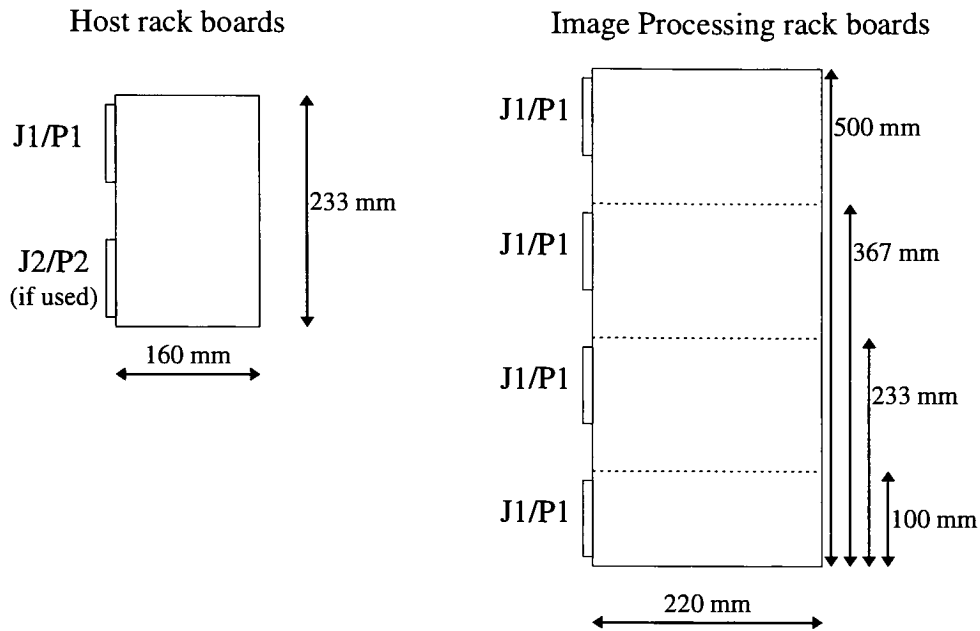 Host rack boards
J1/P1
J2/P2
(if used)
233 mm
160 mm
Image Processing rack boards
J1/P1
J1/P1
J1/P1
J1/P1
500 mm
367 mm
233 mm
100 mm
220 mm